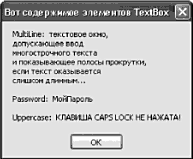 Вот содержимое элементов TextBox
MultiLine: текстовое окно,
допускающее ввод
многострочного текста
и показывающее полосы прокрутки,
если текст оказывается
слишком длинным...
Password: МойПароль
Uppercase: КЛАВИША CAPS LOCK НЕ НАЖАТА!
OK